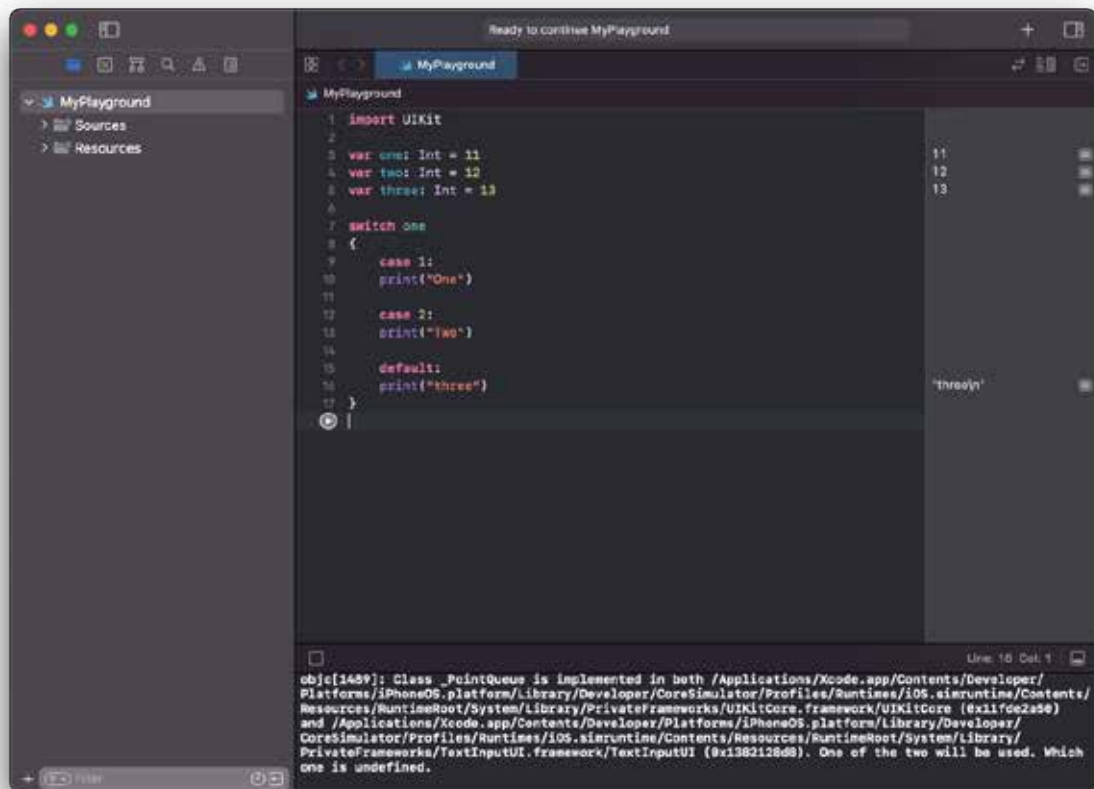 Ready to continue MyPlayground
MyPlayground
MyPlayground
MyPlayground
Sources
Resources
1 import UIKit
2
3 var one: Int = 11
11
4 var two: Int = 12
12
5 var three: Int = 13
13
6
7 switch one
8 {
9 case 1:
10 print("One")
11
12 case 2:
13 print("Two")
14
15 default:
16 print("three")
"three\n"
17 }
Line: 18 Col: 1
objc[1489]: Class _PointQueue is implemented in both /Applications/Xcode.app/Contents/Developer/
Platforms/iPhoneOS.platform/Library/Developer/CoreSimulator/Profiles/Runtimes/iOS.simruntime/Contents/
Resources/RuntimeRoot/System/Library/PrivateFrameworks/UIKitCore.framework/UIKitCore (0x11fde2a50)
and /Applications/Xcode.app/Contents/Developer/Platforms/iPhoneOS.platform/Library/Developer/
CoreSimulator/Profiles/Runtimes/iOS.simruntime/Contents/Resources/RuntimeRoot/System/Library/
PrivateFrameworks/TextInputUI.framework/TextInputUI (0x1382128d8). One of the two will be used. Which
one is undefined.
Filter